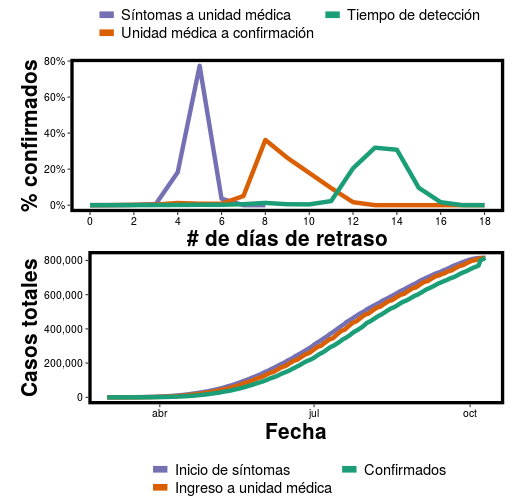 Síntomas a unidad médica
Tiempo de detección
Unidad médica a confirmación
% confirmados
80%
60%
40%
20%
0%
0 2 4 6 8 10 12 14 16 18
# de días de retraso
Casos totales
800,000
600,000
400,000
200,000
0
abr jul oct
Fecha
Inicio de síntomas
Confirmados
Ingreso a unidad médica